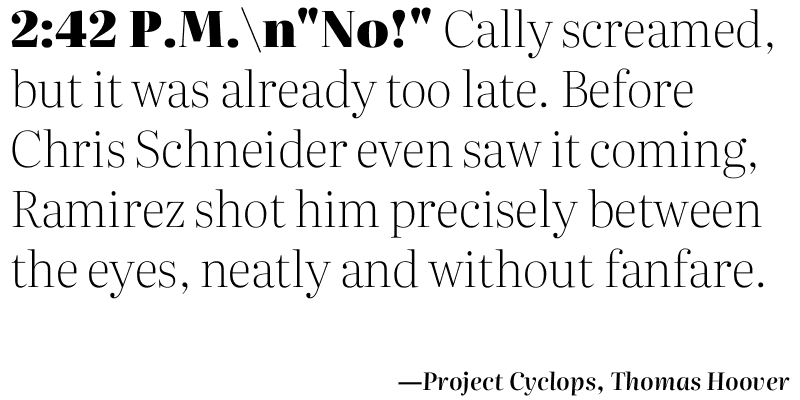 2:42 P.M.\n"No!" Cally screamed,
but it was already too late. Before
Chris Schneider even saw it coming,
Ramirez shot him precisely between
the eyes, neatly and without fanfare.
—Project Cyclops, Thomas Hoover